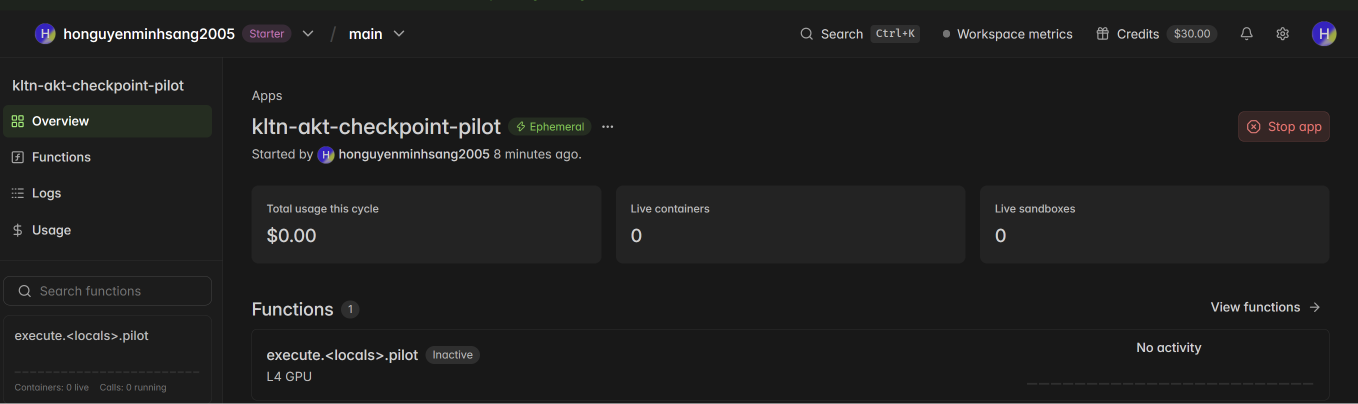 H honguyenminhsang2005 Starter / main Search Ctrl+K Workspace metrics Credits $30.00 H
kltn-akt-checkpoint-pilot
Overview
Functions
Logs
Usage
Search functions
execute.<locals>.pilot
Containers: 0 live Calls: 0 running
Apps
kltn-akt-checkpoint-pilot Ephemeral ···
Stop app
Started by H honguyenminhsang2005 8 minutes ago.
Total usage this cycle
$0.00
Live containers
0
Live sandboxes
0
Functions 1
View functions →
execute.<locals>.pilot Inactive
L4 GPU
No activity